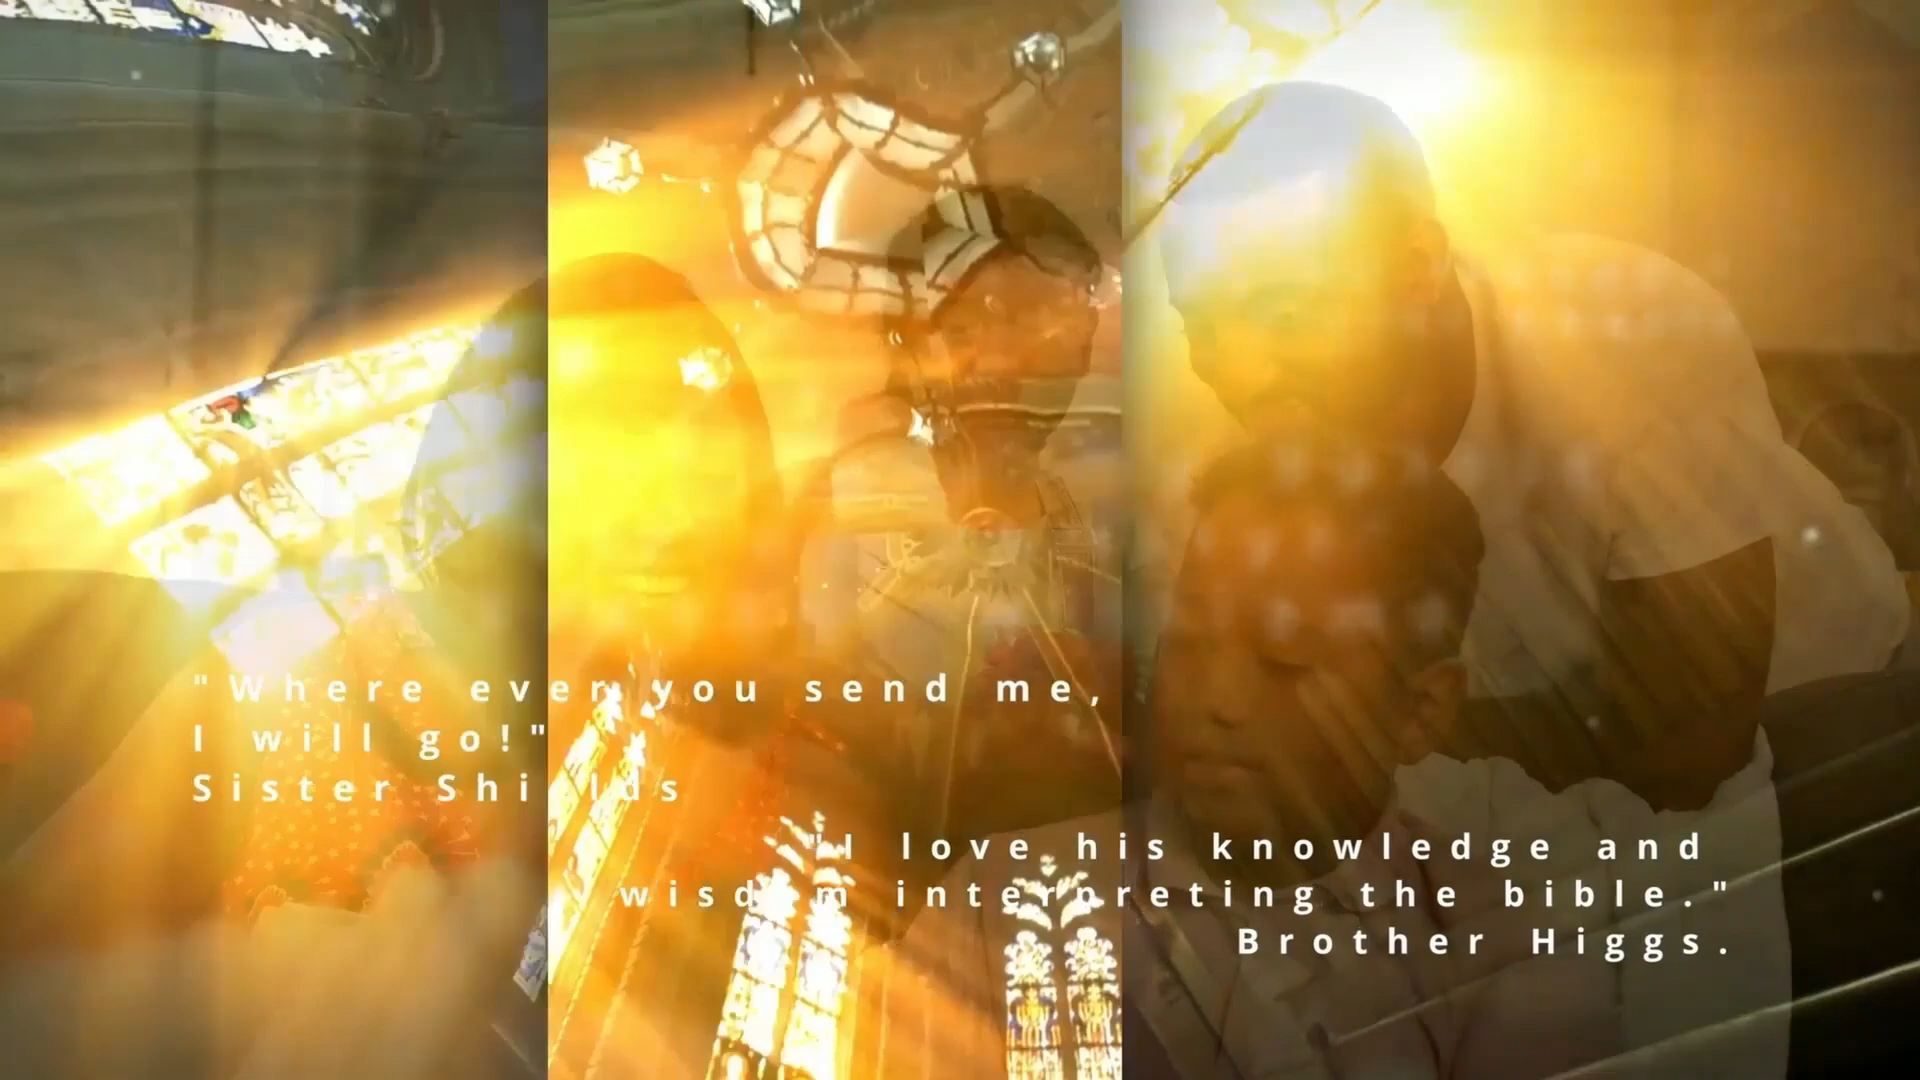 "Where ever you send me,
I will go!"
Sister Shields
"I love his knowledge and
wisdom interpreting the bible."
Brother Higgs.